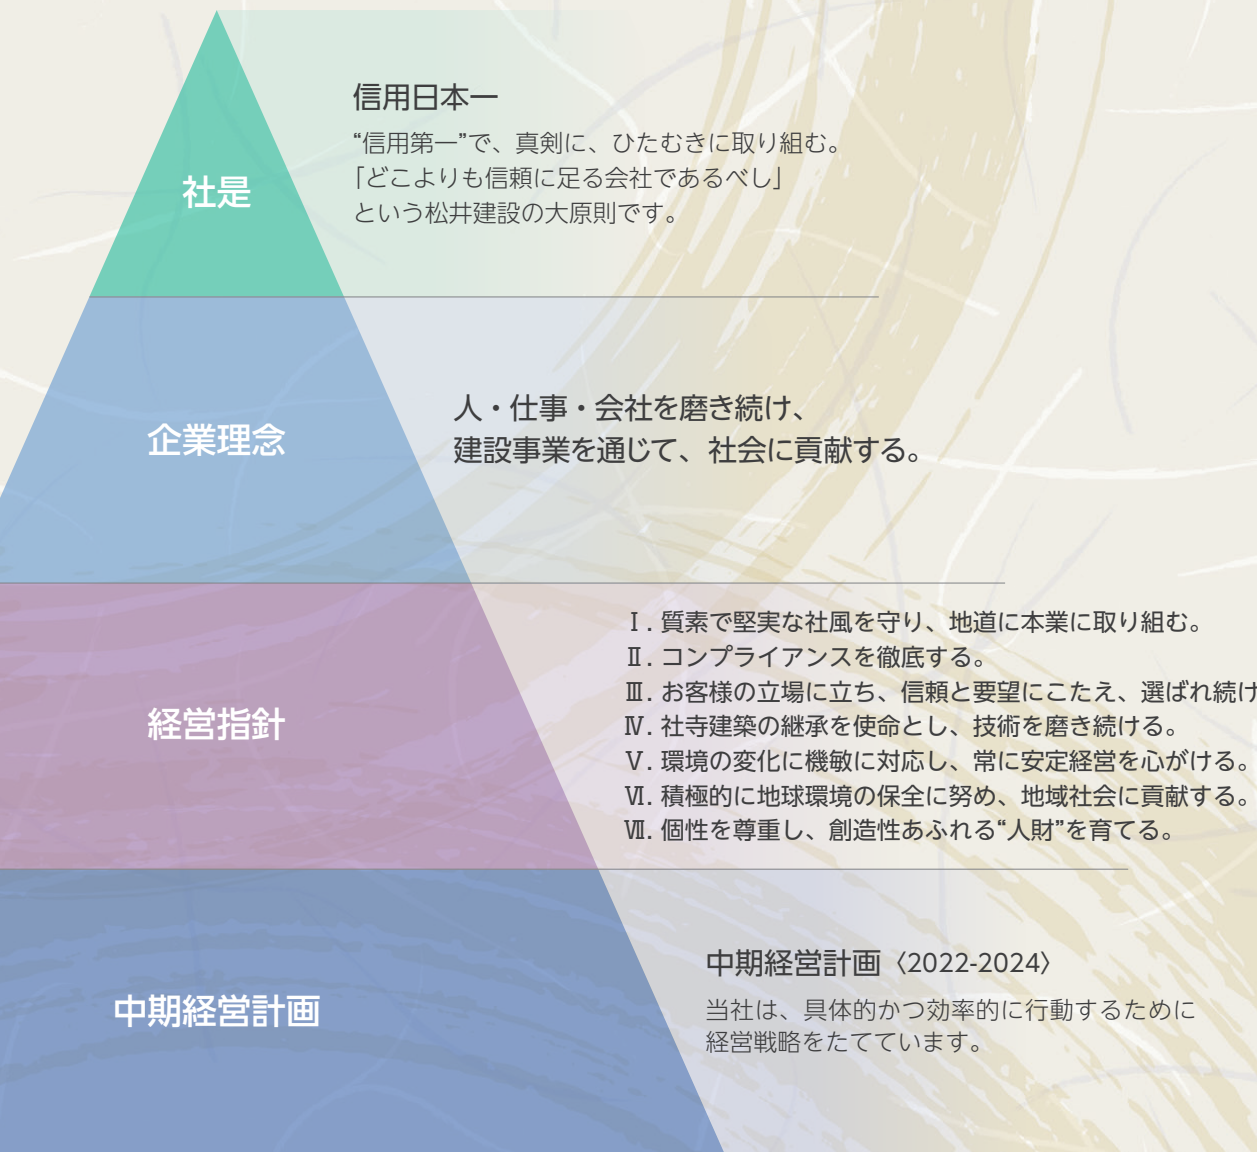 社是
信用日本一
“信用第一”で、真剣に、ひたむきに取り組む。
「どこよりも信頼に足る会社であるべし」
という松井建設の大原則です。
企業理念
人・仕事・会社を磨き続け、
建設事業を通じて、社会に貢献する。
経営指針
Ⅰ. 質素で堅実な社風を守り、地道に本業に取り組む。
Ⅱ. コンプライアンスを徹底する。
Ⅲ. お客様の立場に立ち、信頼と要望にこたえ、選ばれ続け
Ⅳ. 社寺建築の継承を使命とし、技術を磨き続ける。
Ⅴ. 環境の変化に機敏に対応し、常に安定経営を心がける。
Ⅵ. 積極的に地球環境の保全に努め、地域社会に貢献する。
Ⅶ. 個性を尊重し、創造性あふれる“人財”を育てる。
中期経営計画
中期経営計画〈2022-2024〉
当社は、具体的かつ効率的に行動するために
経営戦略をたてています。